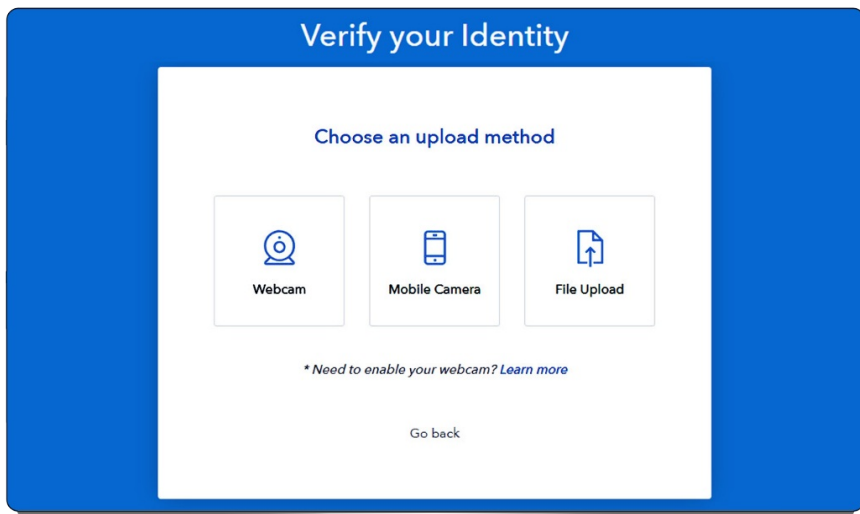 Verify your Identity
Choose an upload method
Webcam
Mobile Camera
File Upload
* Need to enable your webcam? Learn more
Go back